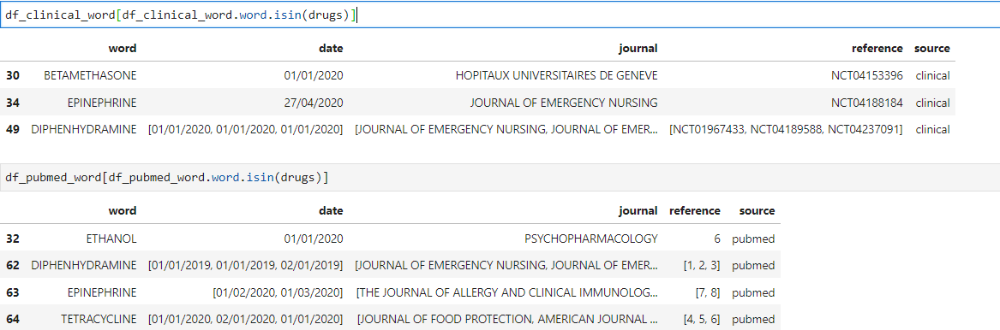 df_clinical_word[df_clinical_word.word.isin(drugs)]
word date journal reference source
30 BETAMETHASONE 01/01/2020 HOPITAUX UNIVERSITAIRES DE GENEVE NCT04153396 clinical
34 EPINEPHRINE 27/04/2020 JOURNAL OF EMERGENCY NURSING NCT04188184 clinical
49 DIPHENHYDRAMINE [01/01/2020, 01/01/2020, 01/01/2020] [JOURNAL OF EMERGENCY NURSING, JOURNAL OF EMER... [NCT01967433, NCT04189588, NCT04237091] clinical
df_pubmed_word[df_pubmed_word.word.isin(drugs)]
word date journal reference source
32 ETHANOL 01/01/2020 PSYCHOPHARMACOLOGY 6 pubmed
62 DIPHENHYDRAMINE [01/01/2019, 01/01/2019, 02/01/2019] [JOURNAL OF EMERGENCY NURSING, JOURNAL OF EMER... [1, 2, 3] pubmed
63 EPINEPHRINE [01/02/2020, 01/03/2020] [THE JOURNAL OF ALLERGY AND CLINICAL IMMUNOLOG... [7, 8] pubmed
64 TETRACYCLINE [01/01/2020, 02/01/2020, 01/01/2020] [JOURNAL OF FOOD PROTECTION, AMERICAN JOURNAL ... [4, 5, 6] pubmed